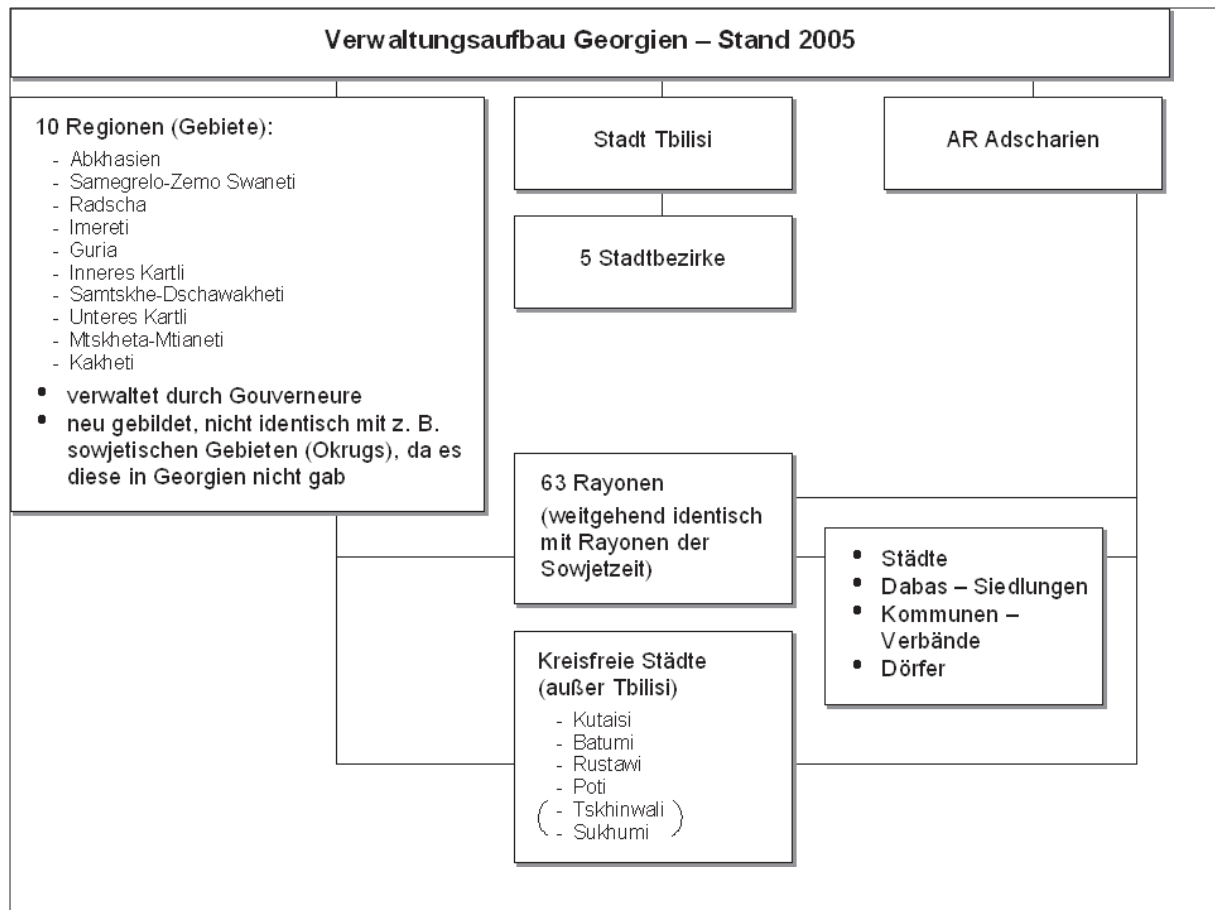 Verwaltungsaufbau Georgien – Stand 2005
10 Regionen (Gebiete):
- Abkhasien
- Samegrelo-Zemo Swaneti
- Radscha
- Imereti
- Guria
- Inneres Kartli
- Samtskhe-Dschawakheti
- Unteres Kartli
- Mtskheta-Mtianeti
- Kakheti
• verwaltet durch Gouverneure
• neu gebildet, nicht identisch mit z. B.
sowjetischen Gebieten (Okrugs), da es
diese in Georgien nicht gab
Stadt Tbilisi
5 Stadtbezirke
AR Adscharien
63 Rayonen
(weitgehend identisch
mit Rayonen der
Sowjetzeit)
• Städte
• Dabas – Siedlungen
• Kommunen –
Verbände
• Dörfer
Kreisfreie Städte
(außer Tbilisi)
- Kutaisi
- Batumi
- Rustawi
- Poti
( - Tskhinwali )
( - Sukhumi )